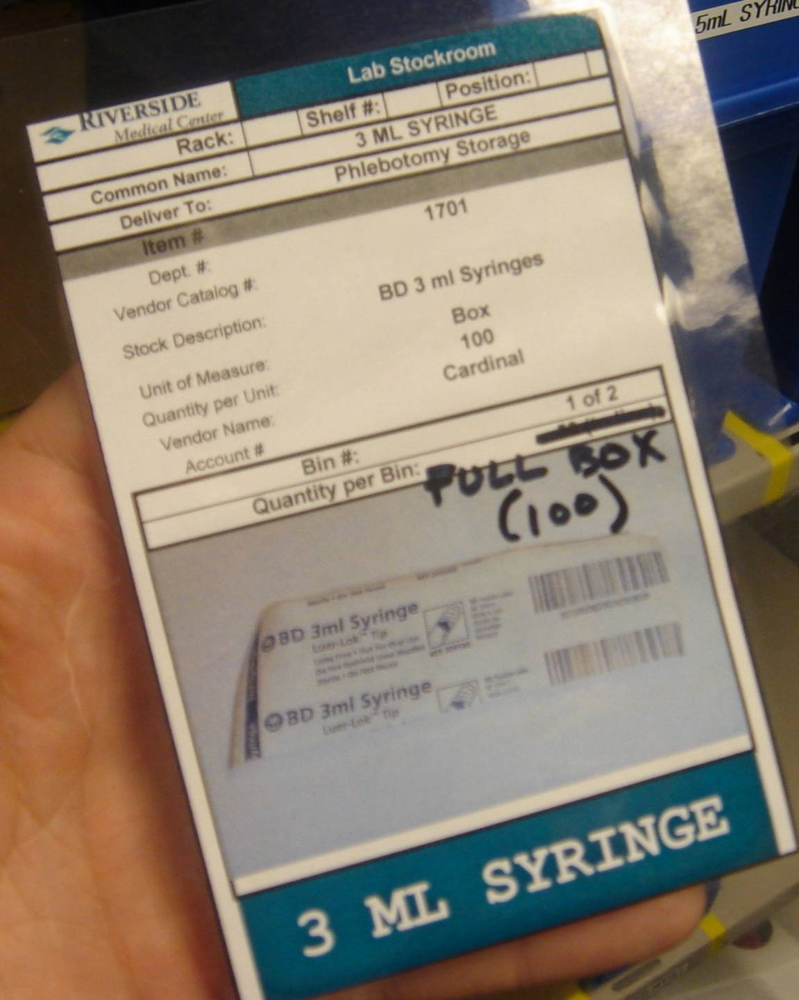 5mL SYRIN
Lab Stockroom
RIVERSIDE
Medical Center
Rack: Shelf #: Position:
Common Name: 3 ML SYRINGE
Deliver To: Phlebotomy Storage
Item #
Dept. #: 1701
Vendor Catalog #:
Stock Description: BD 3 ml Syringes
Unit of Measure: Box
Quantity per Unit: 100
Vendor Name: Cardinal
Account #
Bin #: 1 of 2
Quantity per Bin: FULL BOX
(100)
BD 3ml Syringe
Luer-Lok™ Tip
BD 3ml Syringe
Luer-Lok™ Tip
3 ML SYRINGE